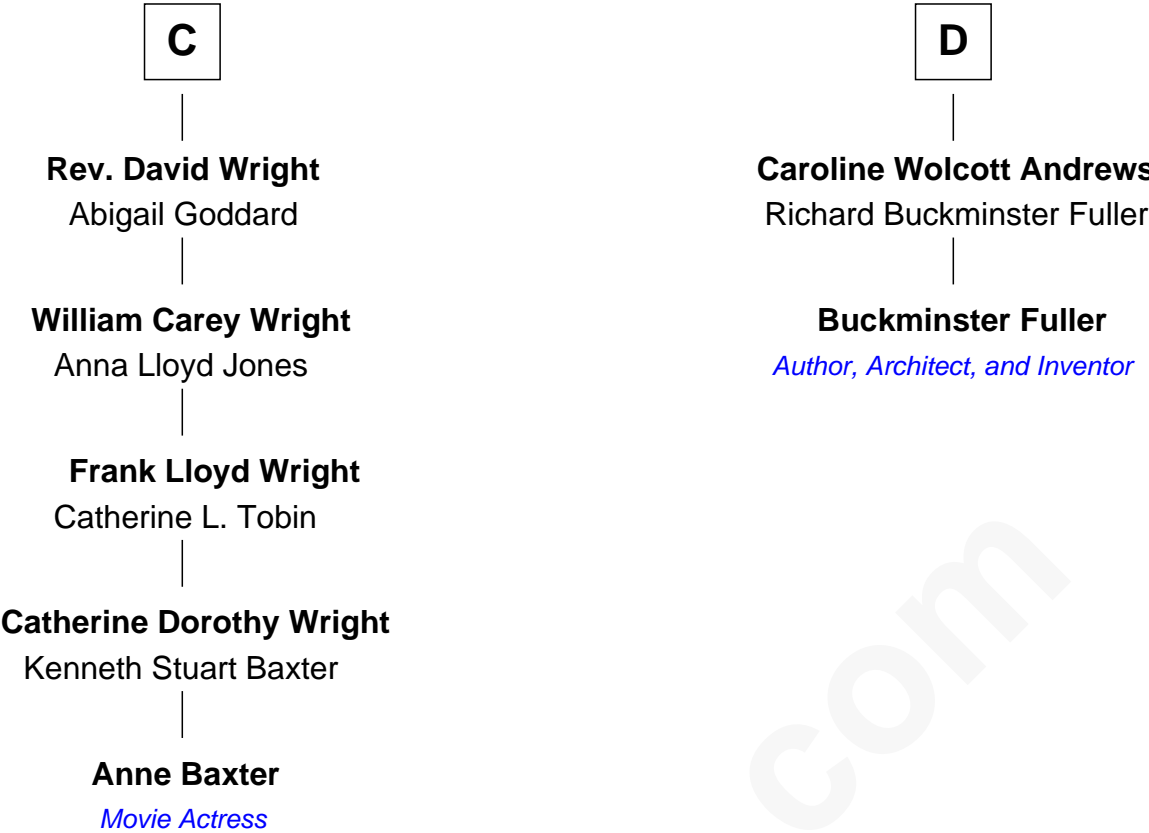 C
Rev. David Wright
Abigail Goddard
William Carey Wright
Anna Lloyd Jones
Frank Lloyd Wright
Catherine L. Tobin
Catherine Dorothy Wright
Kenneth Stuart Baxter
Anne Baxter
Movie Actress
D
Caroline Wolcott Andrews
Richard Buckminster Fuller
Buckminster Fuller
Author, Architect, and Inventor
com